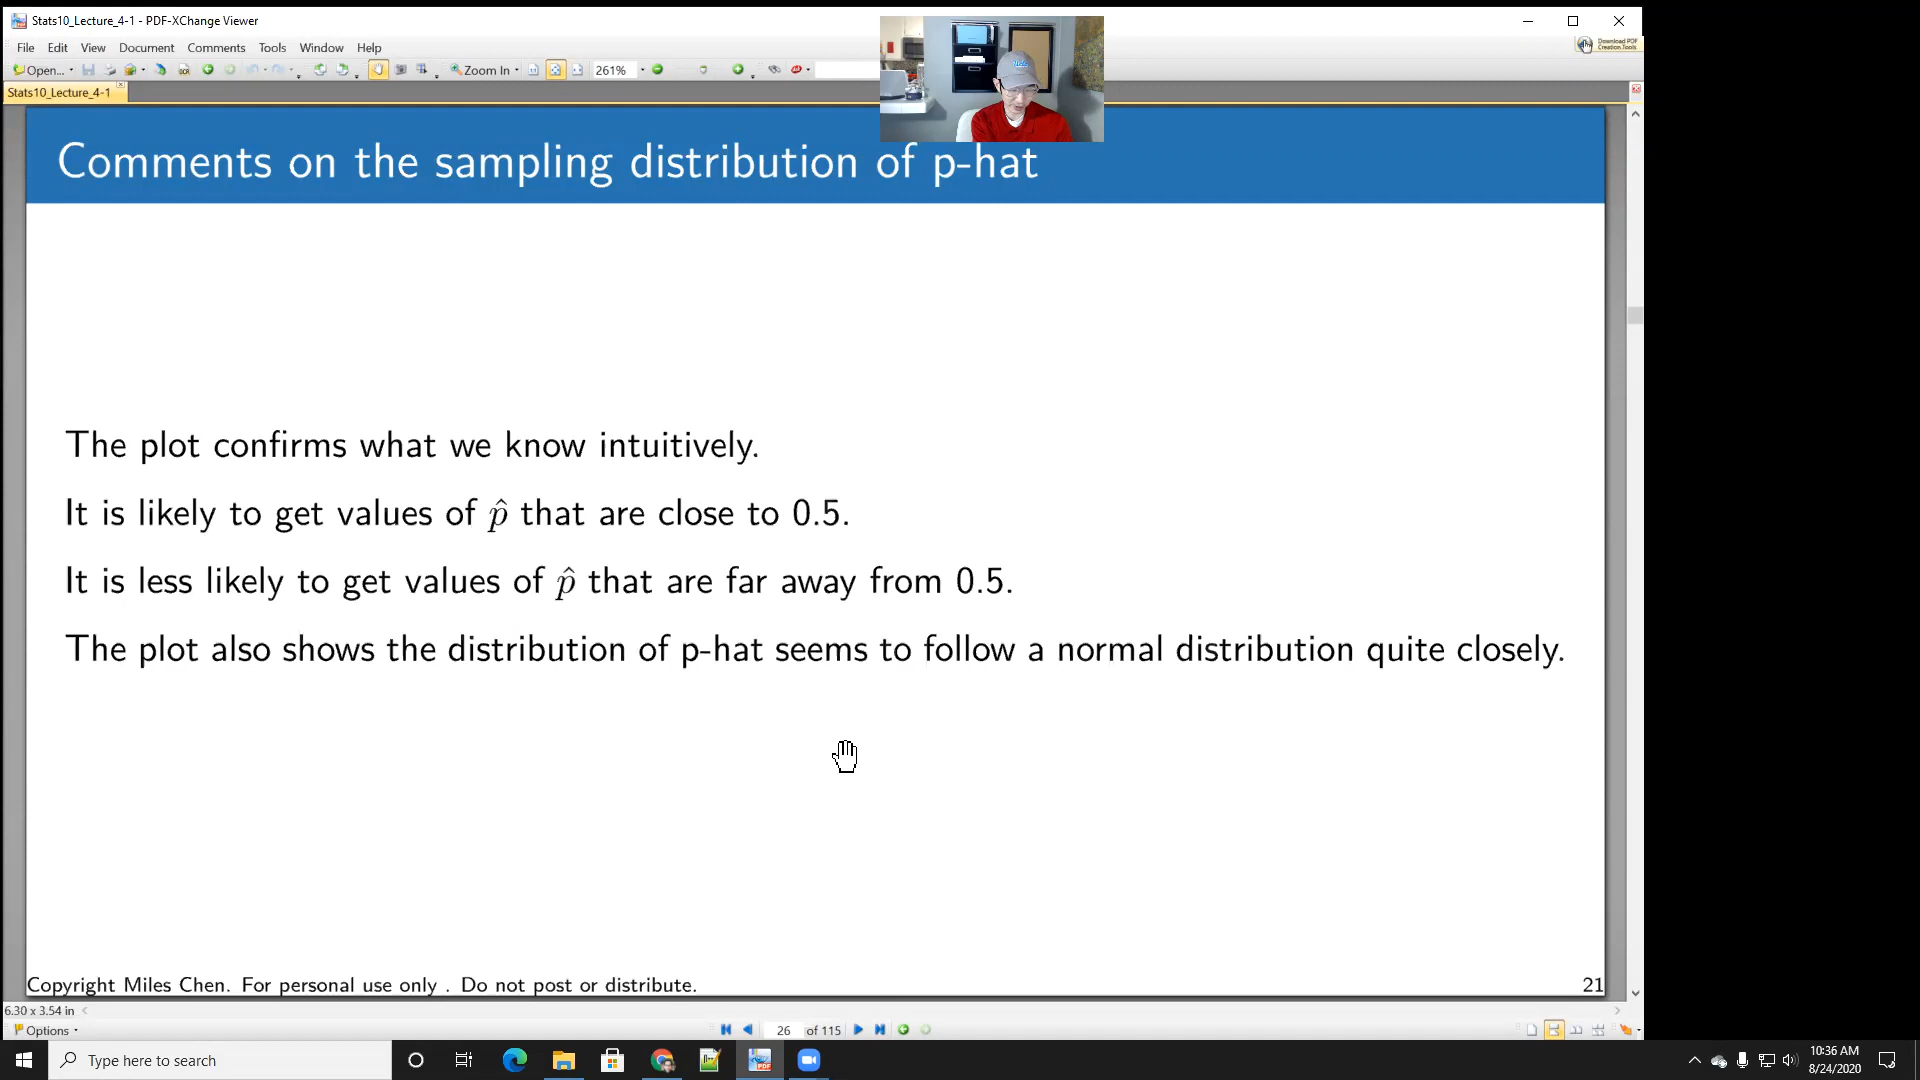 Stats10_Lecture_4-1 - PDF-XChange Viewer
File Edit View Document Comments Tools Window Help
Download PDF
Creation Tools
Open... Zoom In 261%
Stats10_Lecture_4-1
Comments on the sampling distribution of p-hat
The plot confirms what we know intuitively.
It is likely to get values of p̂ that are close to 0.5.
It is less likely to get values of p̂ that are far away from 0.5.
The plot also shows the distribution of p-hat seems to follow a normal distribution quite closely.
Copyright Miles Chen. For personal use only . Do not post or distribute.
21
6.30 x 3.54 in
Options 26 of 115
Type here to search
10:36 AM
8/24/2020